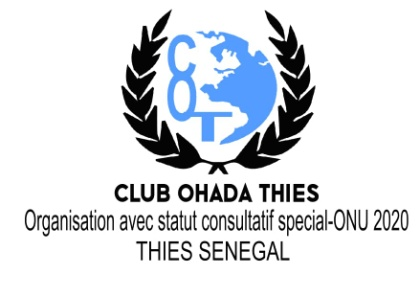 COT
CLUB OHADA THIES
Organisation avec statut consultatif special-ONU 2020
THIES SENEGAL